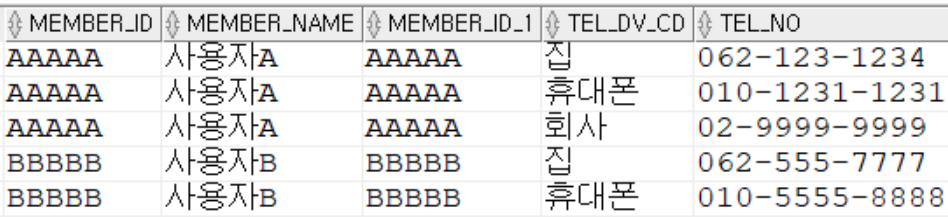 MEMBER_ID MEMBER_NAME MEMBER_ID_1 TEL_DV_CD TEL_NO
AAAAA 사용자A AAAAA 집 062-123-1234
AAAAA 사용자A AAAAA 휴대폰 010-1231-1231
AAAAA 사용자A AAAAA 회사 02-9999-9999
BBBBB 사용자B BBBBB 집 062-555-7777
BBBBB 사용자B BBBBB 휴대폰 010-5555-8888